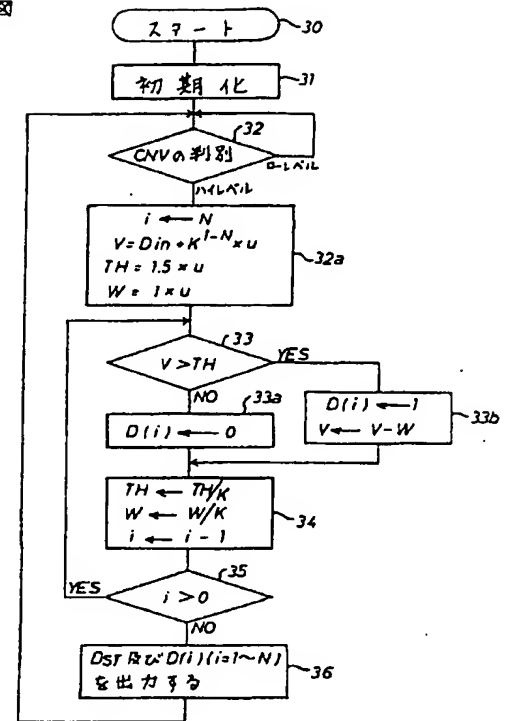 図
スタート
30
初期化
31
32
CNVの判別
ローレベル
ハイレベル
i ← N
V=Din+K^1-N×u
TH=1.5×u
W=1×u
32a
33
V>TH
YES
NO
33a
D(i)←0
D(i)←1
V←V-W
33b
TH←TH/K
W←W/K
i←i-1
34
35
YES
i>0
NO
DST及びD(i)(i=1~N)
を出力する
36